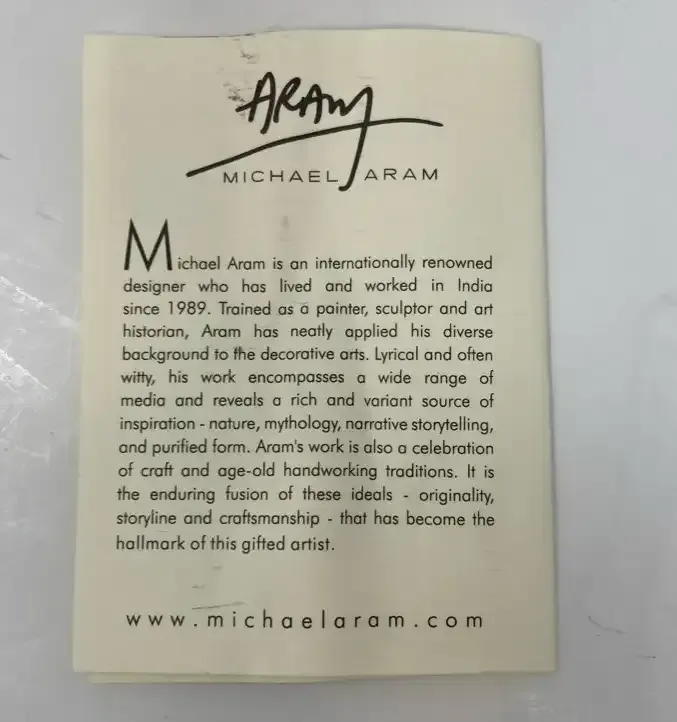 ARAM
MICHAEL ARAM
Michael Aram is an internationally renowned
designer who has lived and worked in India
since 1989. Trained as a painter, sculptor and art
historian, Aram has neatly applied his diverse
background to the decorative arts. Lyrical and often
witty, his work encompasses a wide range of
media and reveals a rich and variant source of
inspiration - nature, mythology, narrative storytelling,
and purified form. Aram's work is also a celebration
of craft and age-old handworking traditions. It is
the enduring fusion of these ideals - originality,
storyline and craftsmanship - that has become the
hallmark of this gifted artist.
www.michaelaram.com